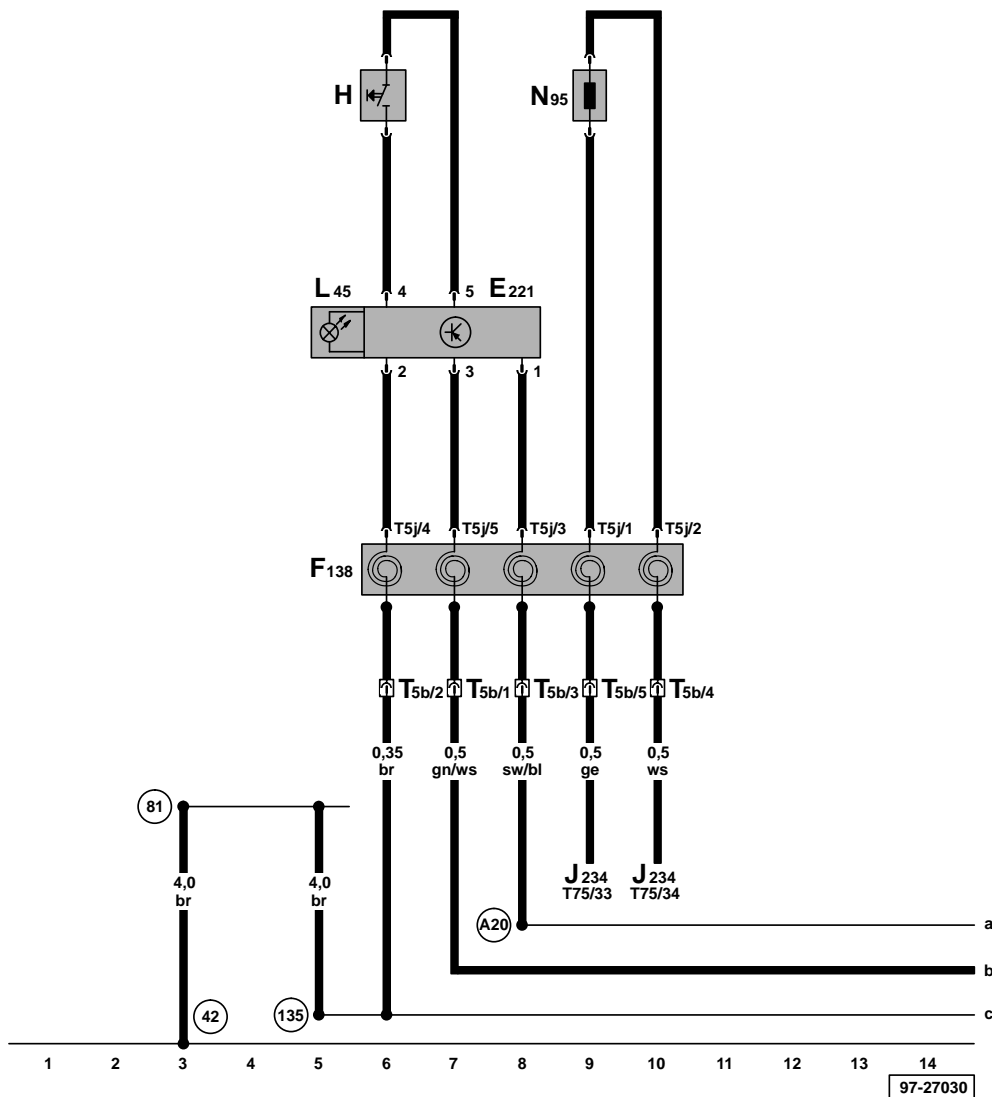 H
N95
L45 4 5 E221
2 3 1
T5j/4 T5j/5 T5j/3 T5j/1 T5j/2
F138
T5b/2 T5b/1 T5b/3 T5b/5 T5b/4
0,35 0,5 0,5 0,5 0,5
br gn/ws sw/bl ge ws
81
4,0 4,0
br br
J234 J234
T75/33 T75/34
A20 a
b
42 135 c
1 2 3 4 5 6 7 8 9 10 11 12 13 14
97-27030